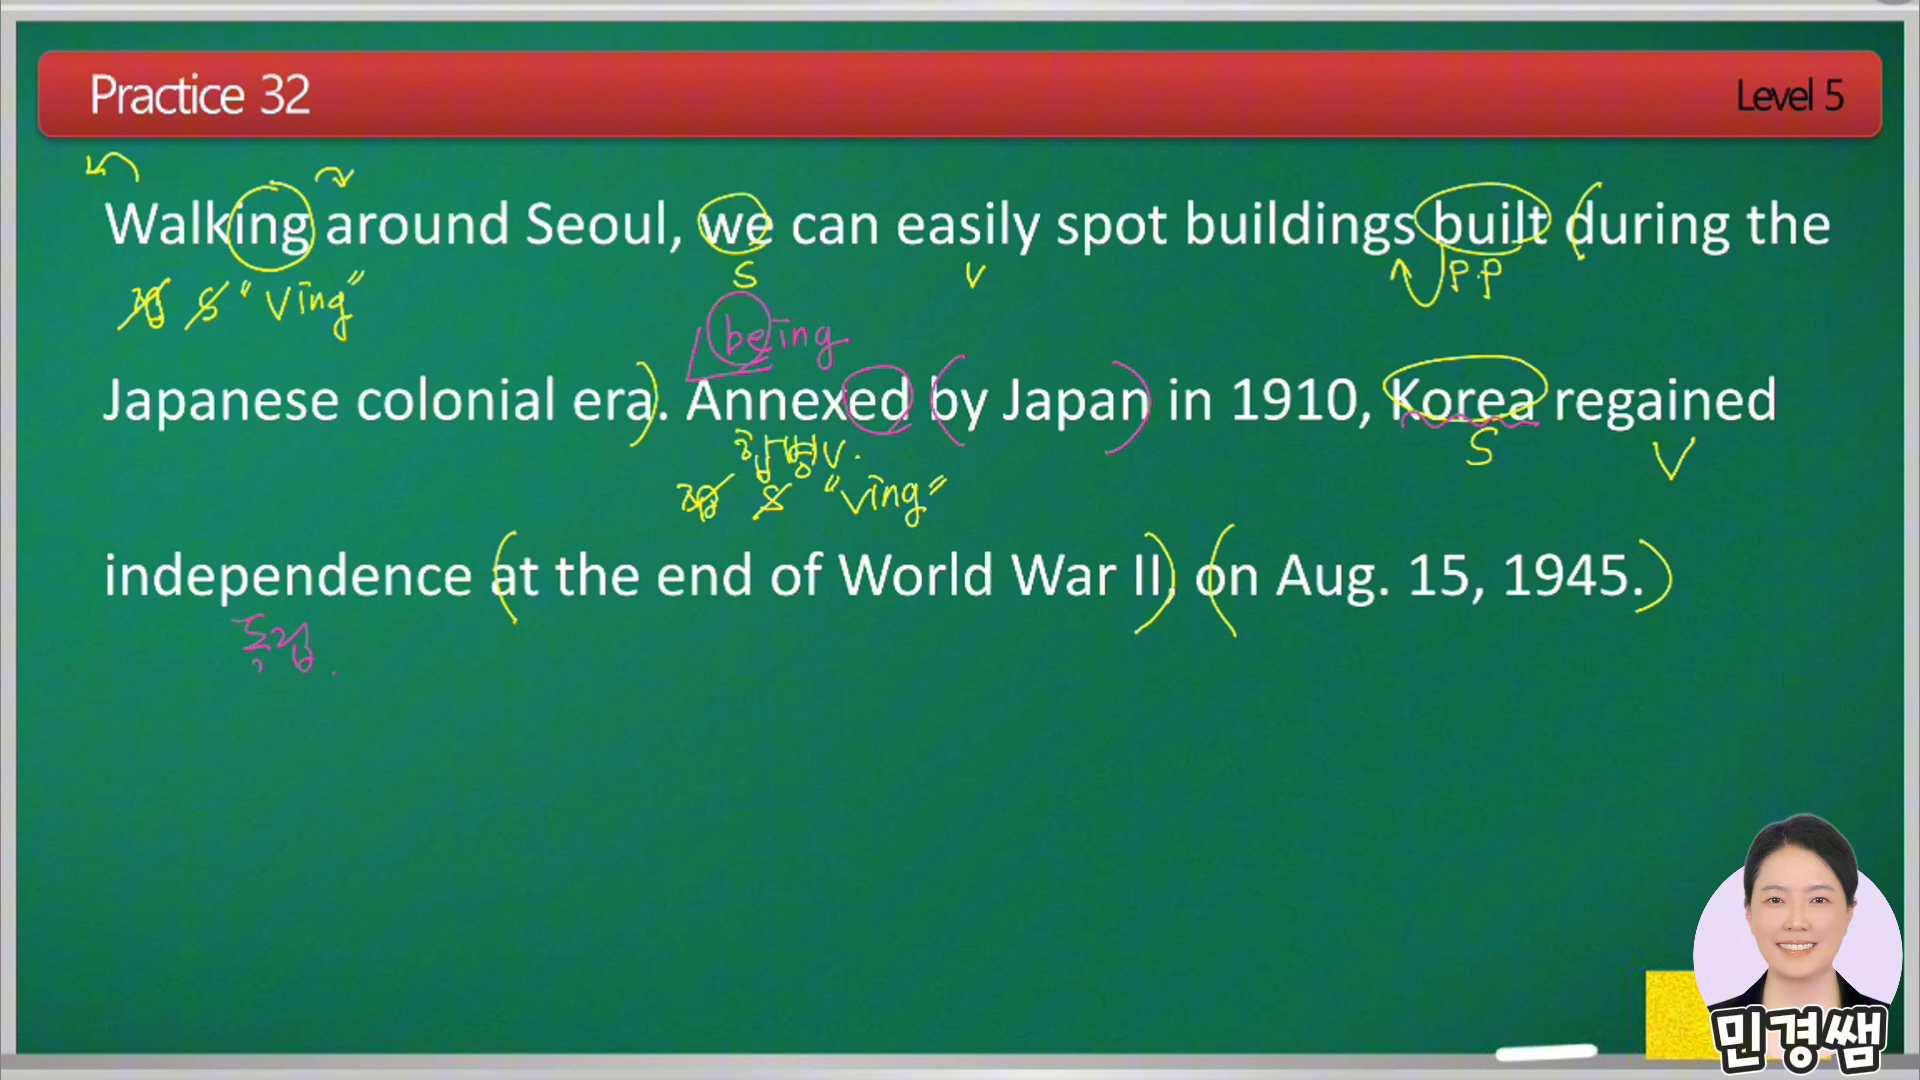 Practice 32
Level 5
Walking around Seoul, we can easily spot buildings built during the
S
V
P.P
접 S "Ving"
being
Japanese colonial era. Annexed by Japan in 1910, Korea regained
S
V
합병V.
접 S "Ving"
independence at the end of World War II, on Aug. 15, 1945.
독립.
민경쌤